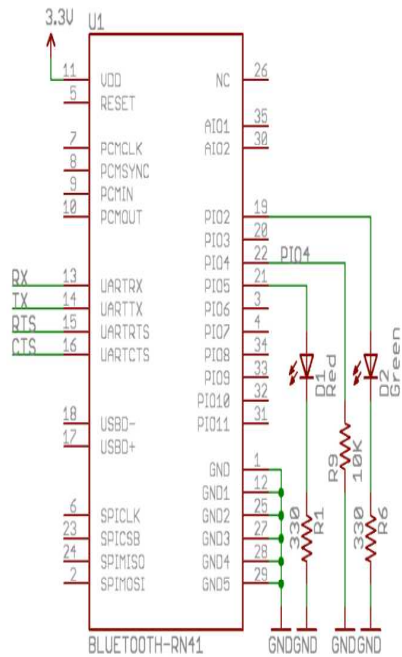 3.3V
U1
11 VDD
5 RESET
7 PCMCLK
8 PCMSYNC
9 PCMIN
10 PCMOUT
RX 13 UARTRX
TX 14 UARTTX
RTS 15 UARTRTS
CTS 16 UARTCTS
18 USBD-
17 USBD+
6 SPICLK
23 SPICSB
24 SPIMISO
2 SPIMOSI
NC 26
AIO1 35
AIO2 30
PIO2 19
PIO3 20
PIO4 22 PIO4
PIO5 21
PIO6 3
PIO7 4
PIO8 34
PIO9 33
PIO10 32
PIO11 31
GND 1
GND1 12
GND2 25
GND3 27
GND4 28
GND5 29
D1
Red
D2
Green
R9
10K
330
R1
330
R6
BLUETOOTH-RN41
GND GND GND GND